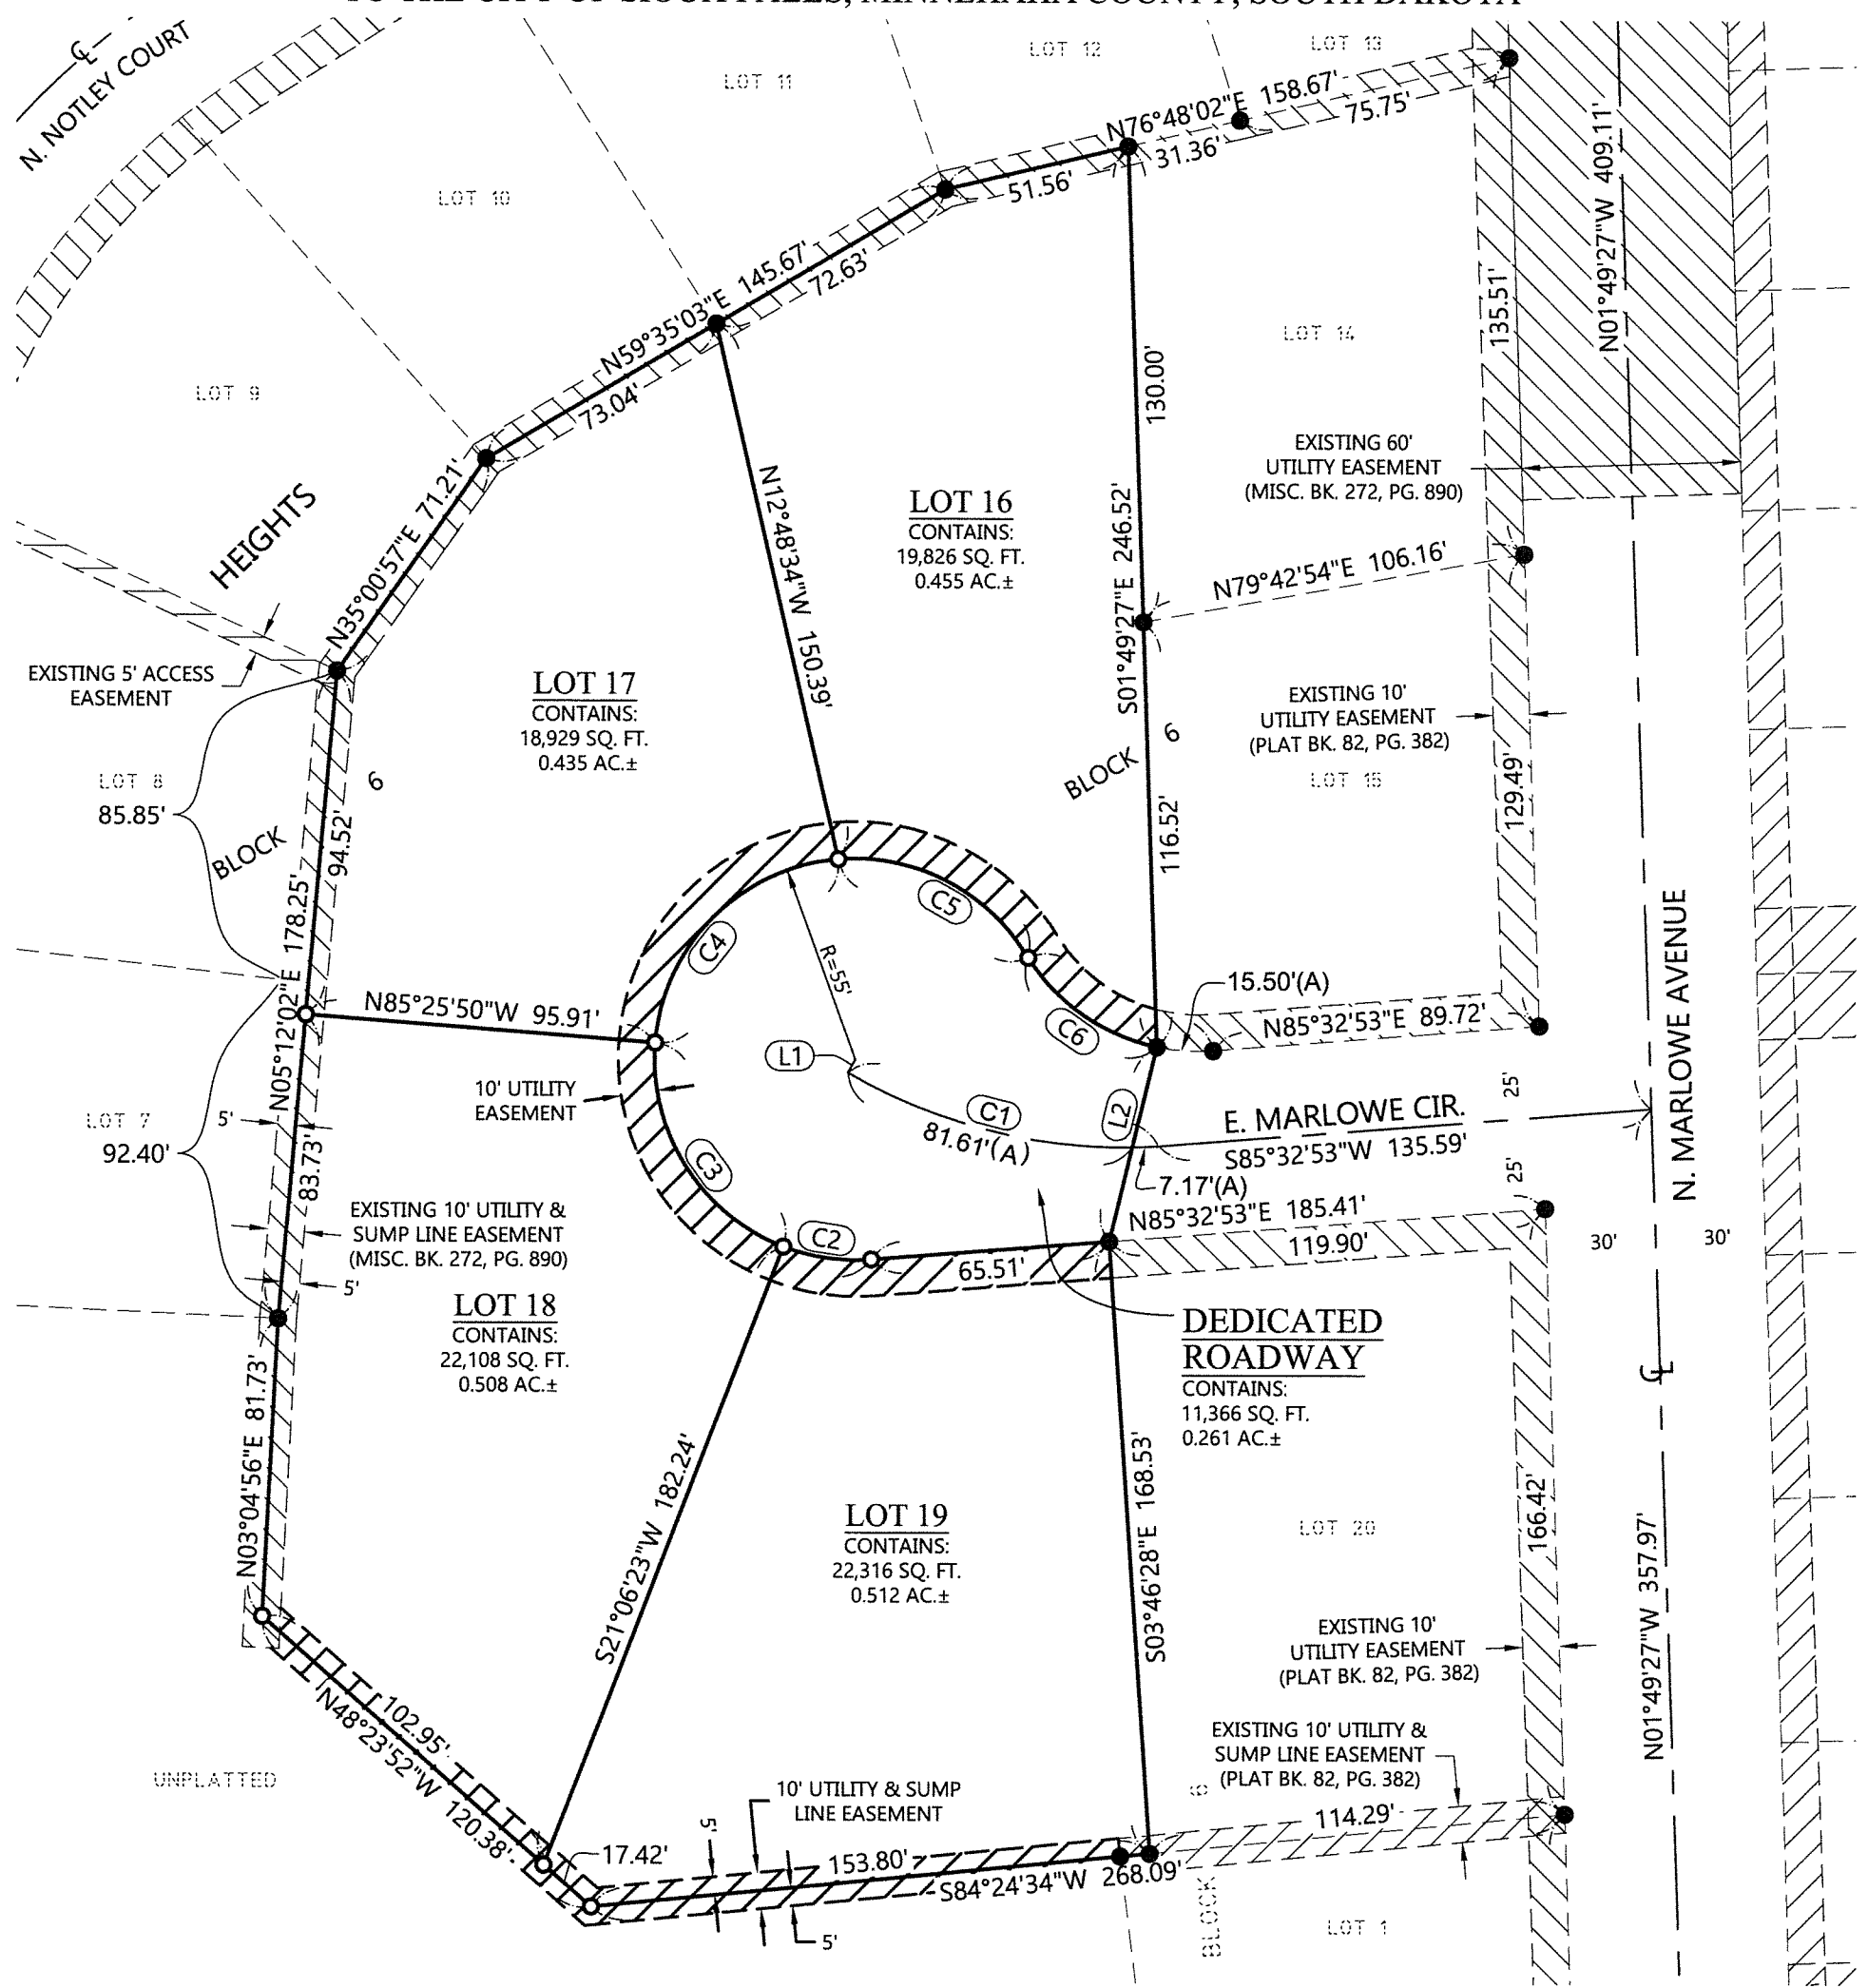 TO THE CITY OF SIOUX FALLS, MINNEHAHA COUNTY, SOUTH DAKOTA
N. NOTLEY COURT
LOT 11
LOT 12
LOT 13
N76°48'02"E 158.67'
75.75'
31.36'
51.56'
LOT 10
N59°35'03"E 145.67'
72.63'
73.04'
LOT 9
HEIGHTS
N35°00'57"E 71.21'
EXISTING 5' ACCESS
EASEMENT
LOT 8
85.85'
BLOCK
6
94.52'
N05°12'02"E 178.25'
N12°48'34"W 150.39'
LOT 16
CONTAINS:
19,826 SQ. FT.
0.455 AC.±
LOT 17
CONTAINS:
18,929 SQ. FT.
0.435 AC.±
130.00'
S01°49'27"E 246.52'
116.52'
BLOCK
6
LOT 14
135.51'
N01°49'27"W 409.11'
EXISTING 60'
UTILITY EASEMENT
(MISC. BK. 272, PG. 890)
N79°42'54"E 106.16'
EXISTING 10'
UTILITY EASEMENT
(PLAT BK. 82, PG. 382)
LOT 15
129.49'
N. MARLOWE AVENUE
C5
C4
R=55'
C6
15.50'(A)
N85°32'53"E 89.72'
N85°25'50"W 95.91'
L1
10' UTILITY
EASEMENT
C1
81.61'(A)
L2
E. MARLOWE CIR.
S85°32'53"W 135.59'
25'
25'
7.17'(A)
N85°32'53"E 185.41'
119.90'
30'
30'
LOT 7
92.40'
5'
83.73'
C3
C2
65.51'
EXISTING 10' UTILITY &
SUMP LINE EASEMENT
(MISC. BK. 272, PG. 890)
5'
LOT 18
CONTAINS:
22,108 SQ. FT.
0.508 AC.±
DEDICATED
ROADWAY
CONTAINS:
11,366 SQ. FT.
0.261 AC.±
N03°04'56"E 81.73'
S21°06'23"W 182.24'
LOT 19
CONTAINS:
22,316 SQ. FT.
0.512 AC.±
S03°46'28"E 168.53'
LOT 20
166.42'
N01°49'27"W 357.97'
EXISTING 10'
UTILITY EASEMENT
(PLAT BK. 82, PG. 382)
EXISTING 10' UTILITY &
SUMP LINE EASEMENT
(PLAT BK. 82, PG. 382)
102.95'
N48°23'52"W 120.38'
UNPLATTED
17.42'
5'
10' UTILITY & SUMP
LINE EASEMENT
153.80'
S84°24'34"W 268.09'
114.29'
5'
BLOCK
6
LOT 1